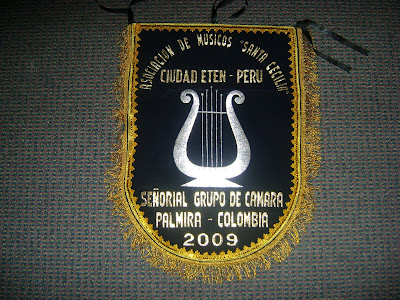 ASOCIACION DE MUSICOS "SANTA CECILIA"
CIUDAD ETEN - PERU
SEÑORIAL GRUPO DE CAMARA
PALMIRA - COLOMBIA
2009